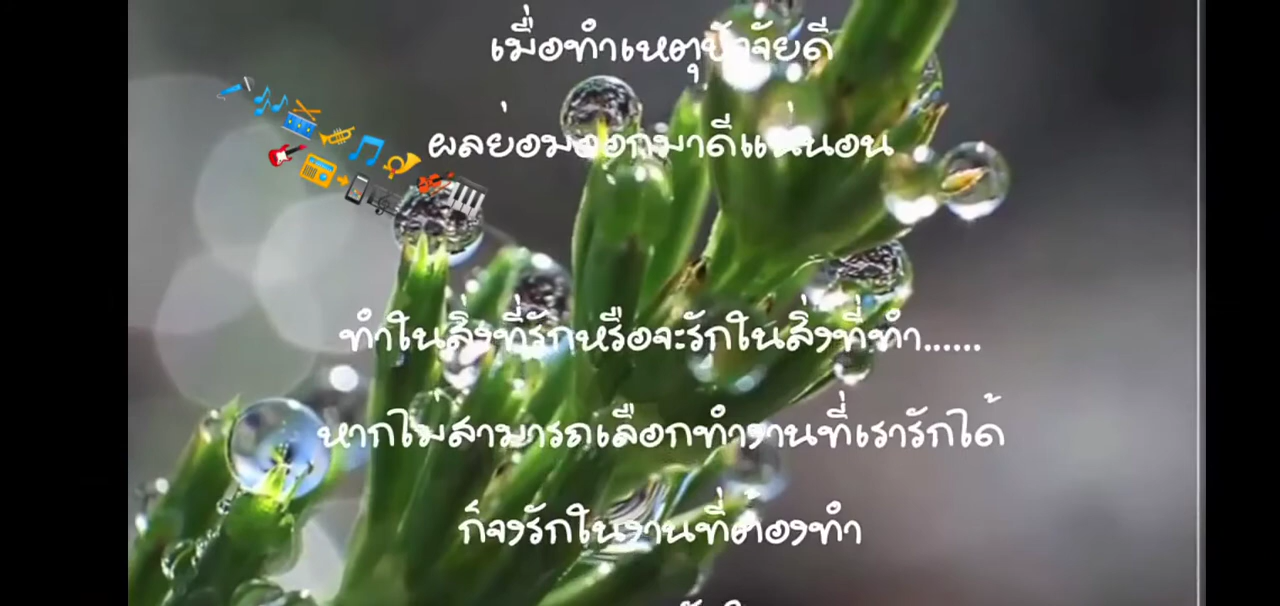 เมื่อทำเหตุปัจจัยดี
ผลย่อมออกมาดีแน่นอน
ทำในสิ่งที่รักหรือจะรักในสิ่งที่ทำ......
หากไม่สามารถเลือกทำงานที่เรารักได้
ก็จงรักในงานที่ต้องทำ